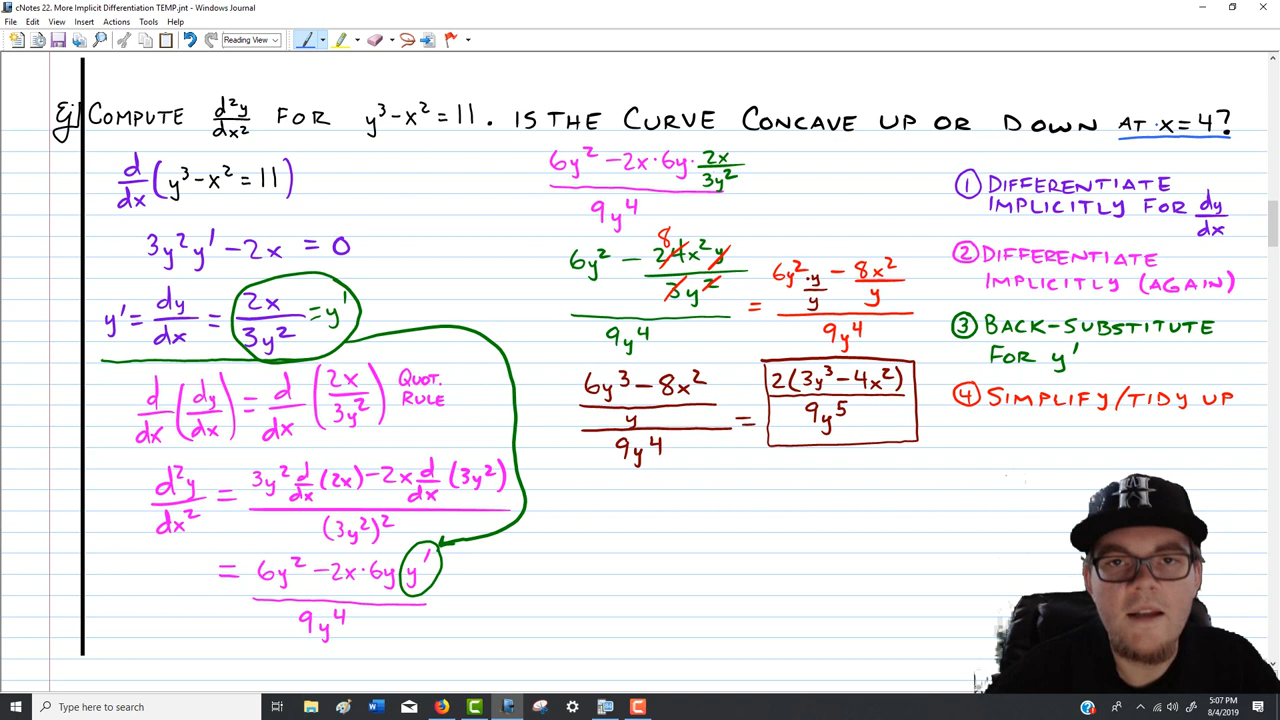 cNotes 22. More Implicit Differentiation TEMP.jnt - Windows Journal
File Edit View Insert Actions Tools Help
Reading View
Ej) COMPUTE d²y/dx² FOR y³-x² = 11. IS THE CURVE CONCAVE UP OR DOWN AT x=4?
d/dx (y³-x² = 11)
3y²y' - 2x = 0
y' = dy/dx = 2x/3y² = y'
d/dx (dy/dx) = d/dx (2x/3y²) QUOT. RULE
d²y/dx² = (3y² d/dx (2x) - 2x d/dx (3y²))/(3y²)²
= (6y² - 2x·6y y')/9y⁴
(6y² - 2x·6y · 2x/3y²)/9y⁴
(6y² - 8 24x²y/3y²)/9y⁴ = (6y² ·y/y - 8x²/y)/9y⁴
((6y³ - 8x²)/y)/9y⁴ = 2(3y³ - 4x²)/9y⁵
① DIFFERENTIATE
IMPLICITLY FOR dy/dx
② DIFFERENTIATE
IMPLICITLY (AGAIN)
③ BACK-SUBSTITUTE
FOR y'
④ SIMPLIFY/TIDY UP
H
Type here to search
5:07 PM
8/4/2019